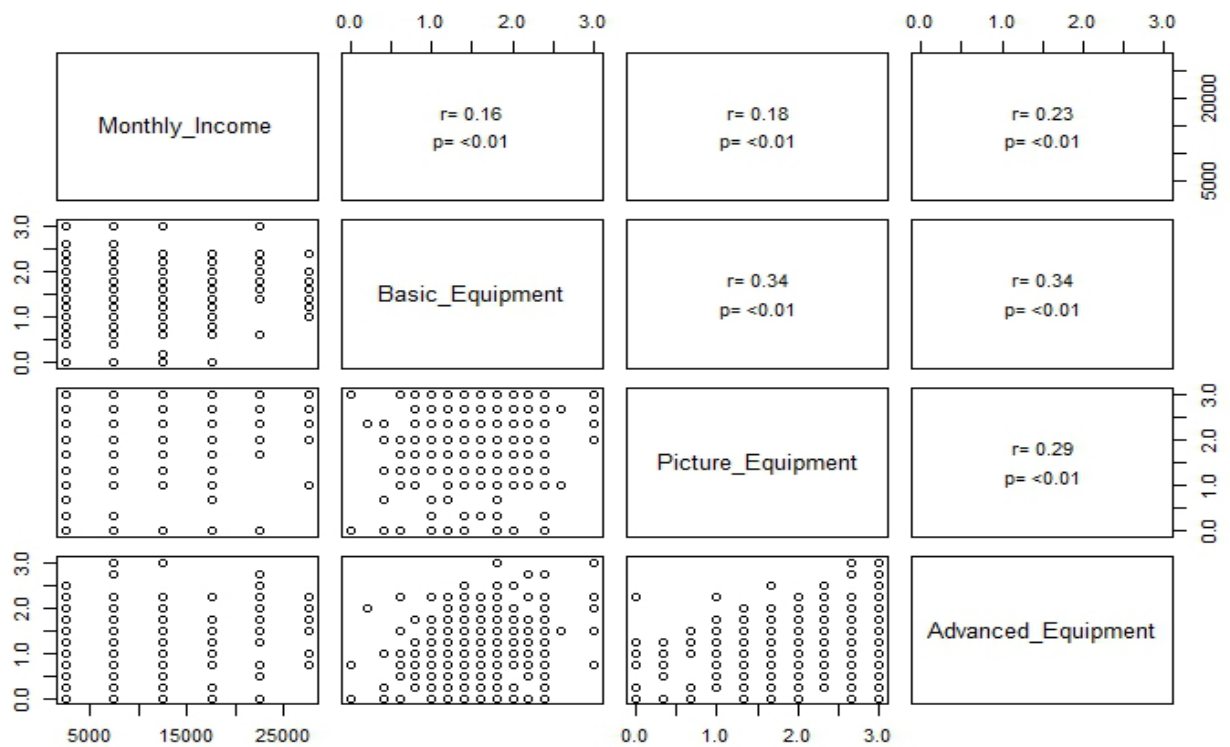 0.0 1.0 2.0 3.0 0.0 1.0 2.0 3.0
Monthly_Income
r= 0.16
p= <0.01
r= 0.18
p= <0.01
r= 0.23
p= <0.01
5000 20000
0.0 1.0 2.0 3.0
Basic_Equipment
r= 0.34
p= <0.01
r= 0.34
p= <0.01
Picture_Equipment
r= 0.29
p= <0.01
0.0 1.0 2.0 3.0
0.0 1.0 2.0 3.0
Advanced_Equipment
5000 15000 25000 0.0 1.0 2.0 3.0